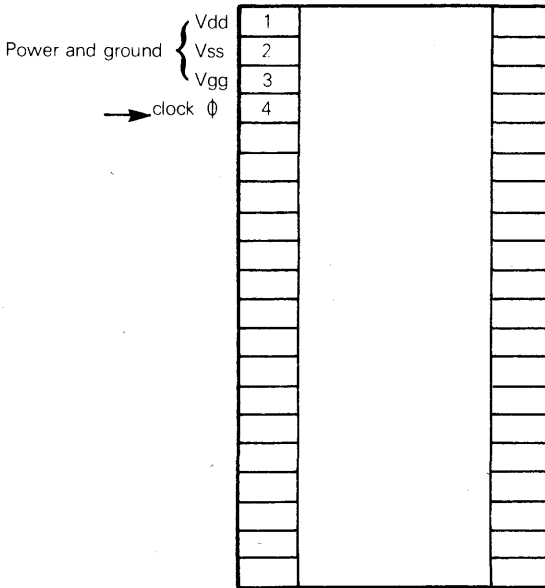 Vdd 1
Power and ground { Vss 2
Vgg 3
clock ϕ 4